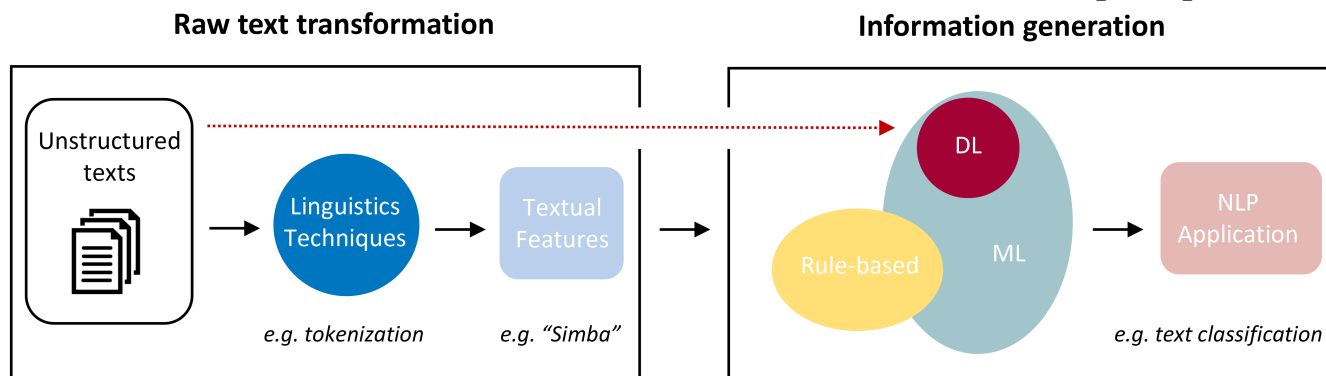 Raw text transformation
Information generation
Unstructured
texts
Linguistics
Techniques
Textual
Features
e.g. tokenization
e.g. “Simba”
DL
Rule-based
ML
NLP
Application
e.g. text classification